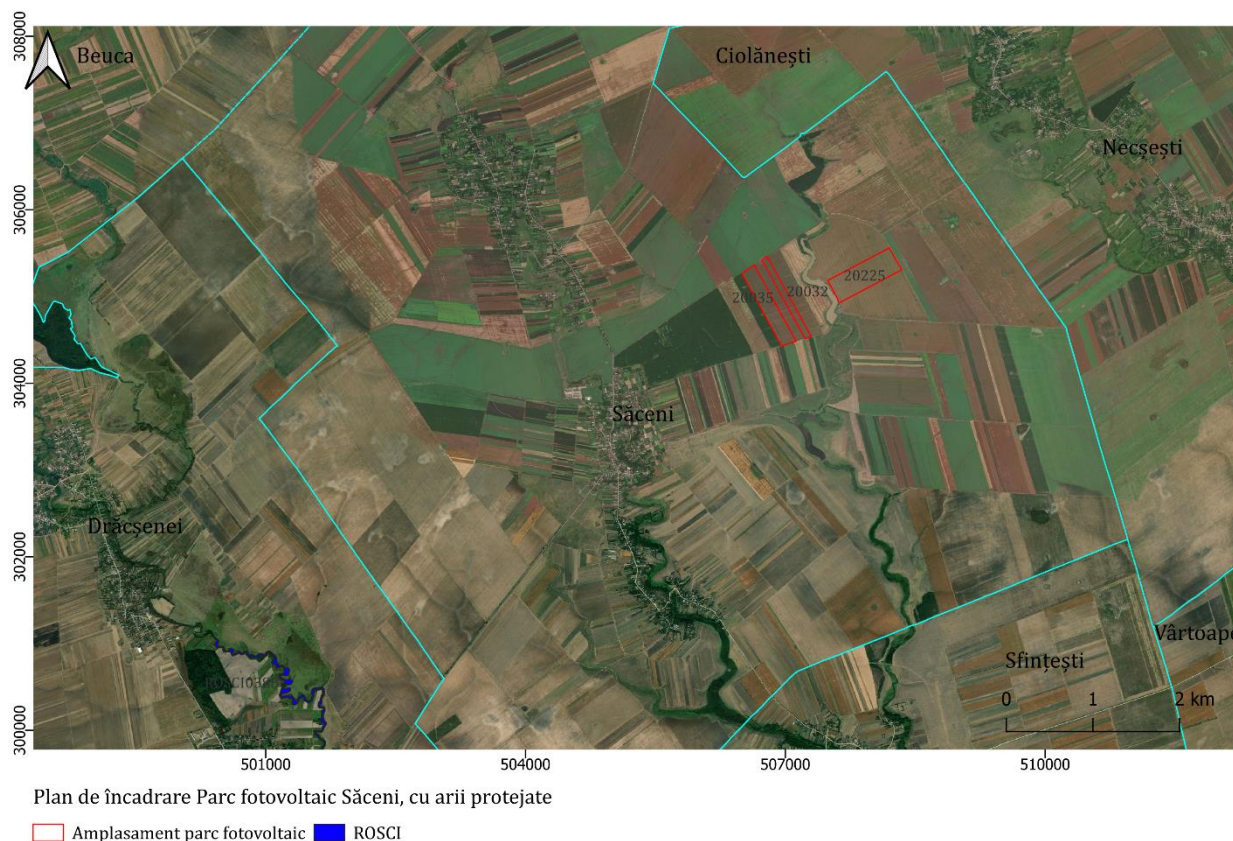 308000
Beuca
Ciolănești
Necșești
306000
20225
20035
20032
304000
Săceni
Drăcșenei
302000
Vârtoape
Sfințești
0 1 2 km
300000
501000 504000 507000 510000
Plan de încadrare Parc fotovoltaic Săceni, cu arii protejate
Amplasament parc fotovoltaic ROSCI